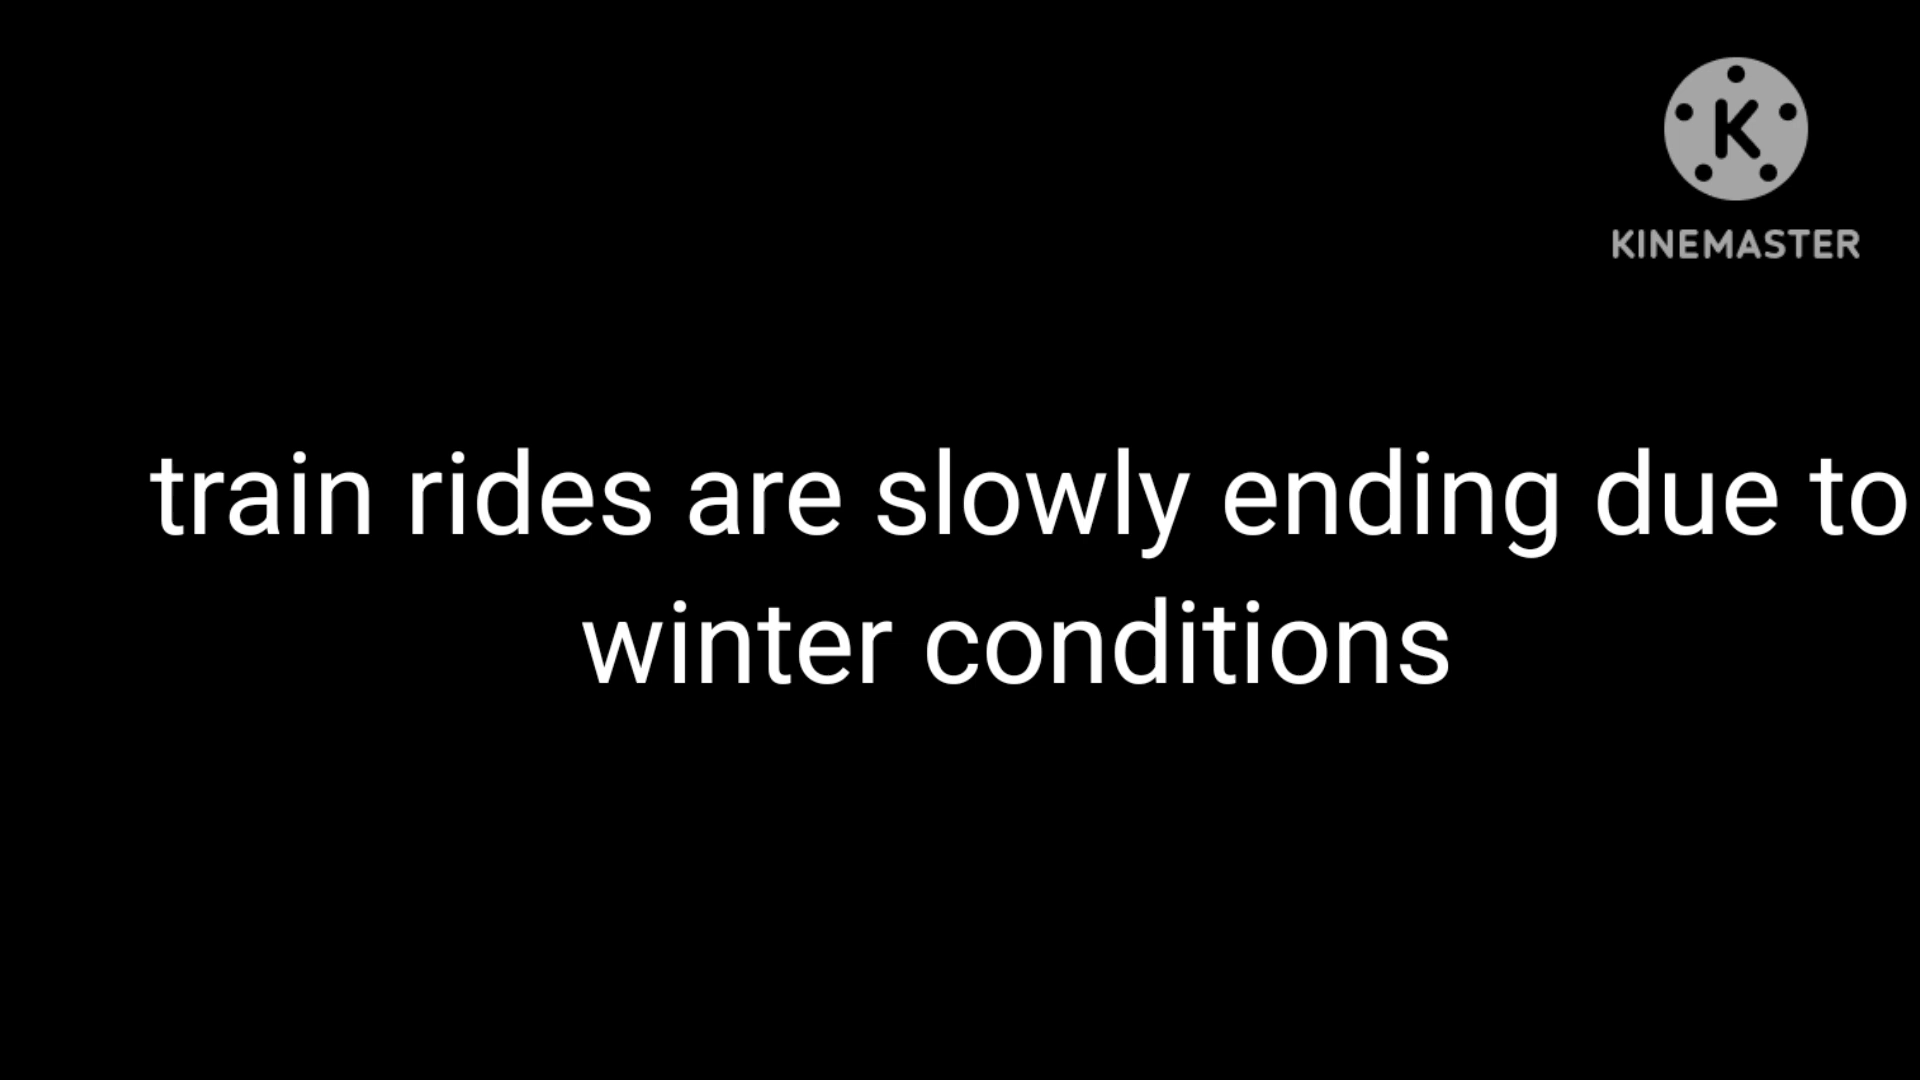 K
KINEMASTER
train rides are slowly ending due to
winter conditions